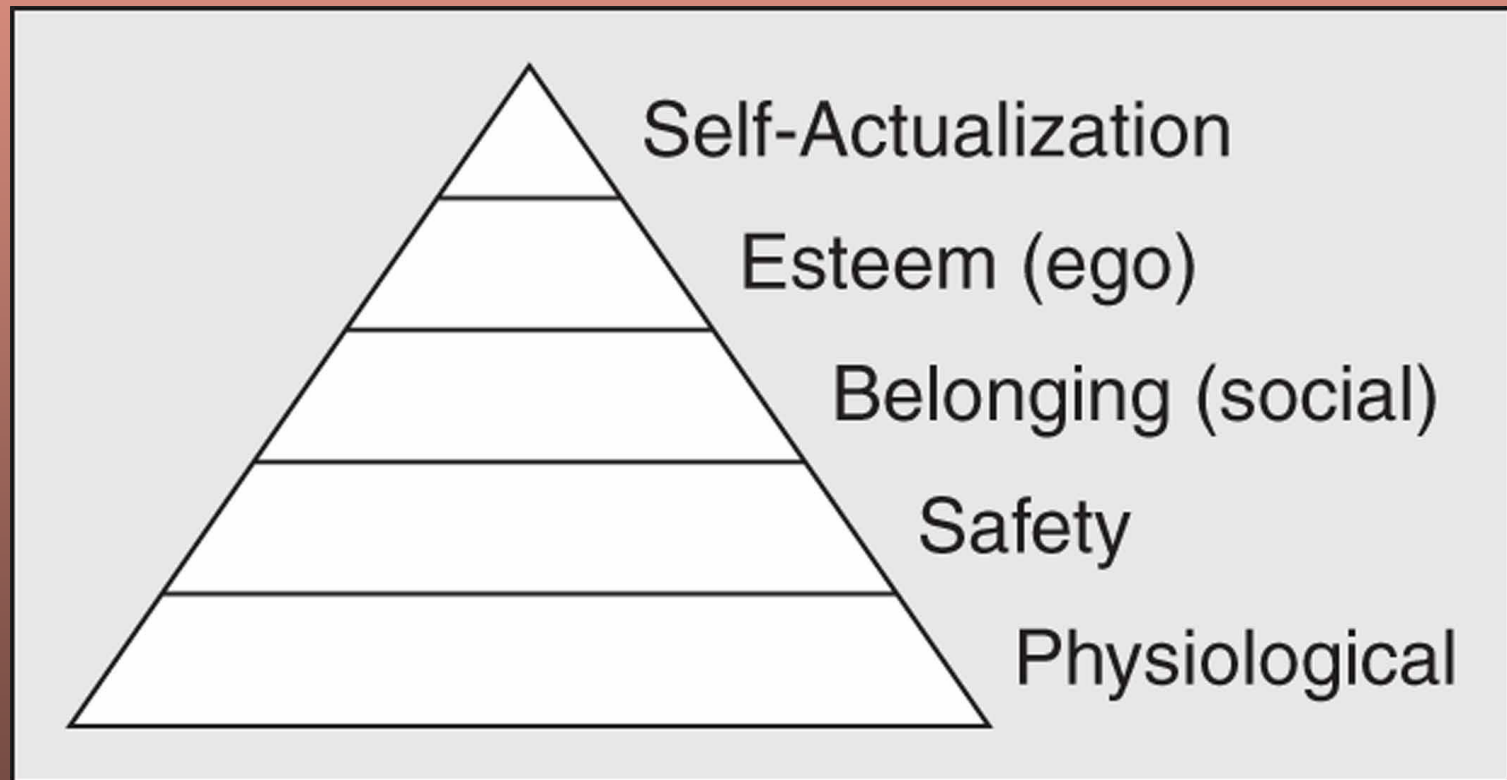 Self-Actualization
Esteem (ego)
Belonging (social)
Safety
Physiological